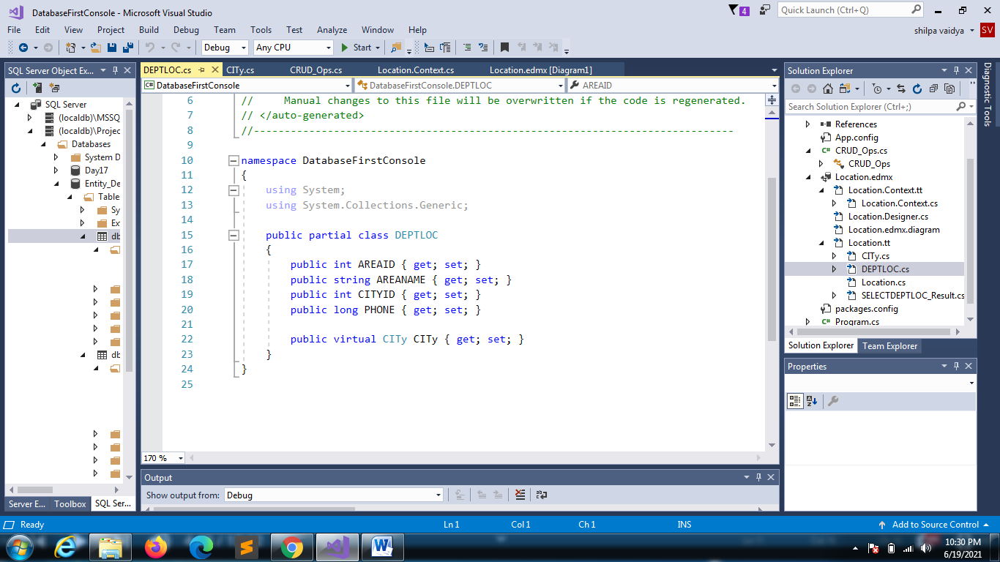 DatabaseFirstConsole - Microsoft Visual Studio
4
Quick Launch (Ctrl+Q)
File Edit View Project Build Debug Team Tools Test Analyze Window Help
shilpa vaidya
SV
Debug Any CPU Start
SQL Server Object Ex...
SQL Server
(localdb)\MSSQ
(localdb)\Projec
Databases
System D
Day17
Entity_De
Table
Sy
Ex
db
db
Server E... Toolbox SQL Ser...
DEPTLOC.cs CITy.cs CRUD_Ops.cs Location.Context.cs Location.edmx [Diagram1]
DatabaseFirstConsole DatabaseFirstConsole.DEPTLOC AREAID
6 // Manual changes to this file will be overwritten if the code is regenerated.
7 // </auto-generated>
8 //------------------------------------------------------------------------------
9
10 namespace DatabaseFirstConsole
11 {
12 using System;
13 using System.Collections.Generic;
14
15 public partial class DEPTLOC
16 {
17 public int AREAID { get; set; }
18 public string AREANAME { get; set; }
19 public int CITYID { get; set; }
20 public long PHONE { get; set; }
21
22 public virtual CITy CITy { get; set; }
23 }
24 }
25
170 %
Output
Show output from: Debug
Solution Explorer
Search Solution Explorer (Ctrl+;)
References
App.config
CRUD_Ops.cs
CRUD_Ops
Location.edmx
Location.Context.tt
Location.Context.cs
Location.Designer.cs
Location.edmx.diagram
Location.tt
CITy.cs
DEPTLOC.cs
Location.cs
SELECTDEPTLOC_Result.cs
packages.config
Program.cs
Solution Explorer Team Explorer
Properties
Diagnostic Tools
Ready Ln 1 Col 1 Ch 1 INS Add to Source Control
10:30 PM
6/19/2021